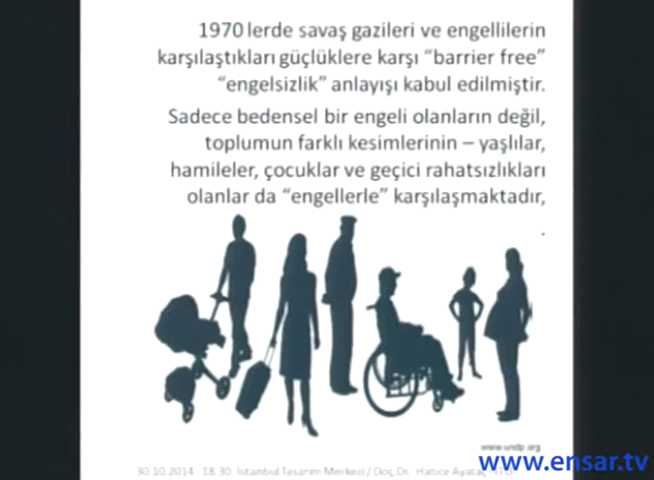 1970 lerde savaş gazileri ve engellilerin
karşılaştıkları güçlüklere karşı “barrier free”
“engelsizlik” anlayışı kabul edilmiştir.
Sadece bedensel bir engeli olanların değil,
toplumun farklı kesimlerinin – yaşlılar,
hamileler, çocuklar ve geçici rahatsızlıkları
olanlar da “engellerle” karşılaşmaktadır,
.
www.undp.org
www.ensar.tv
30.10.2014 - 18.30 İstanbul Tasarım Merkezi / Doç.Dr. Hatice Ayataç